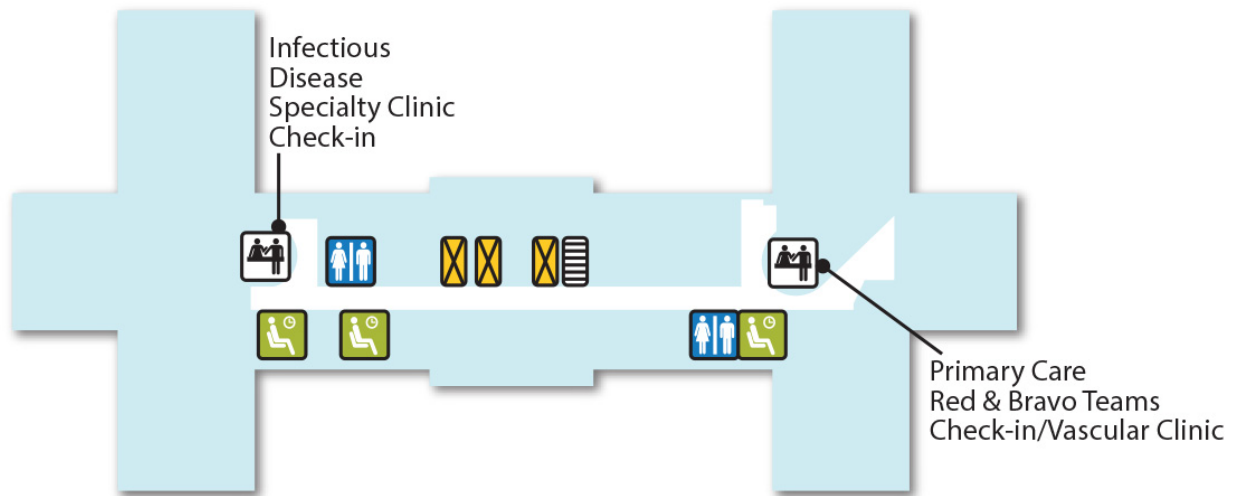 Infectious
Disease
Specialty Clinic
Check-in
Primary Care
Red & Bravo Teams
Check-in/Vascular Clinic